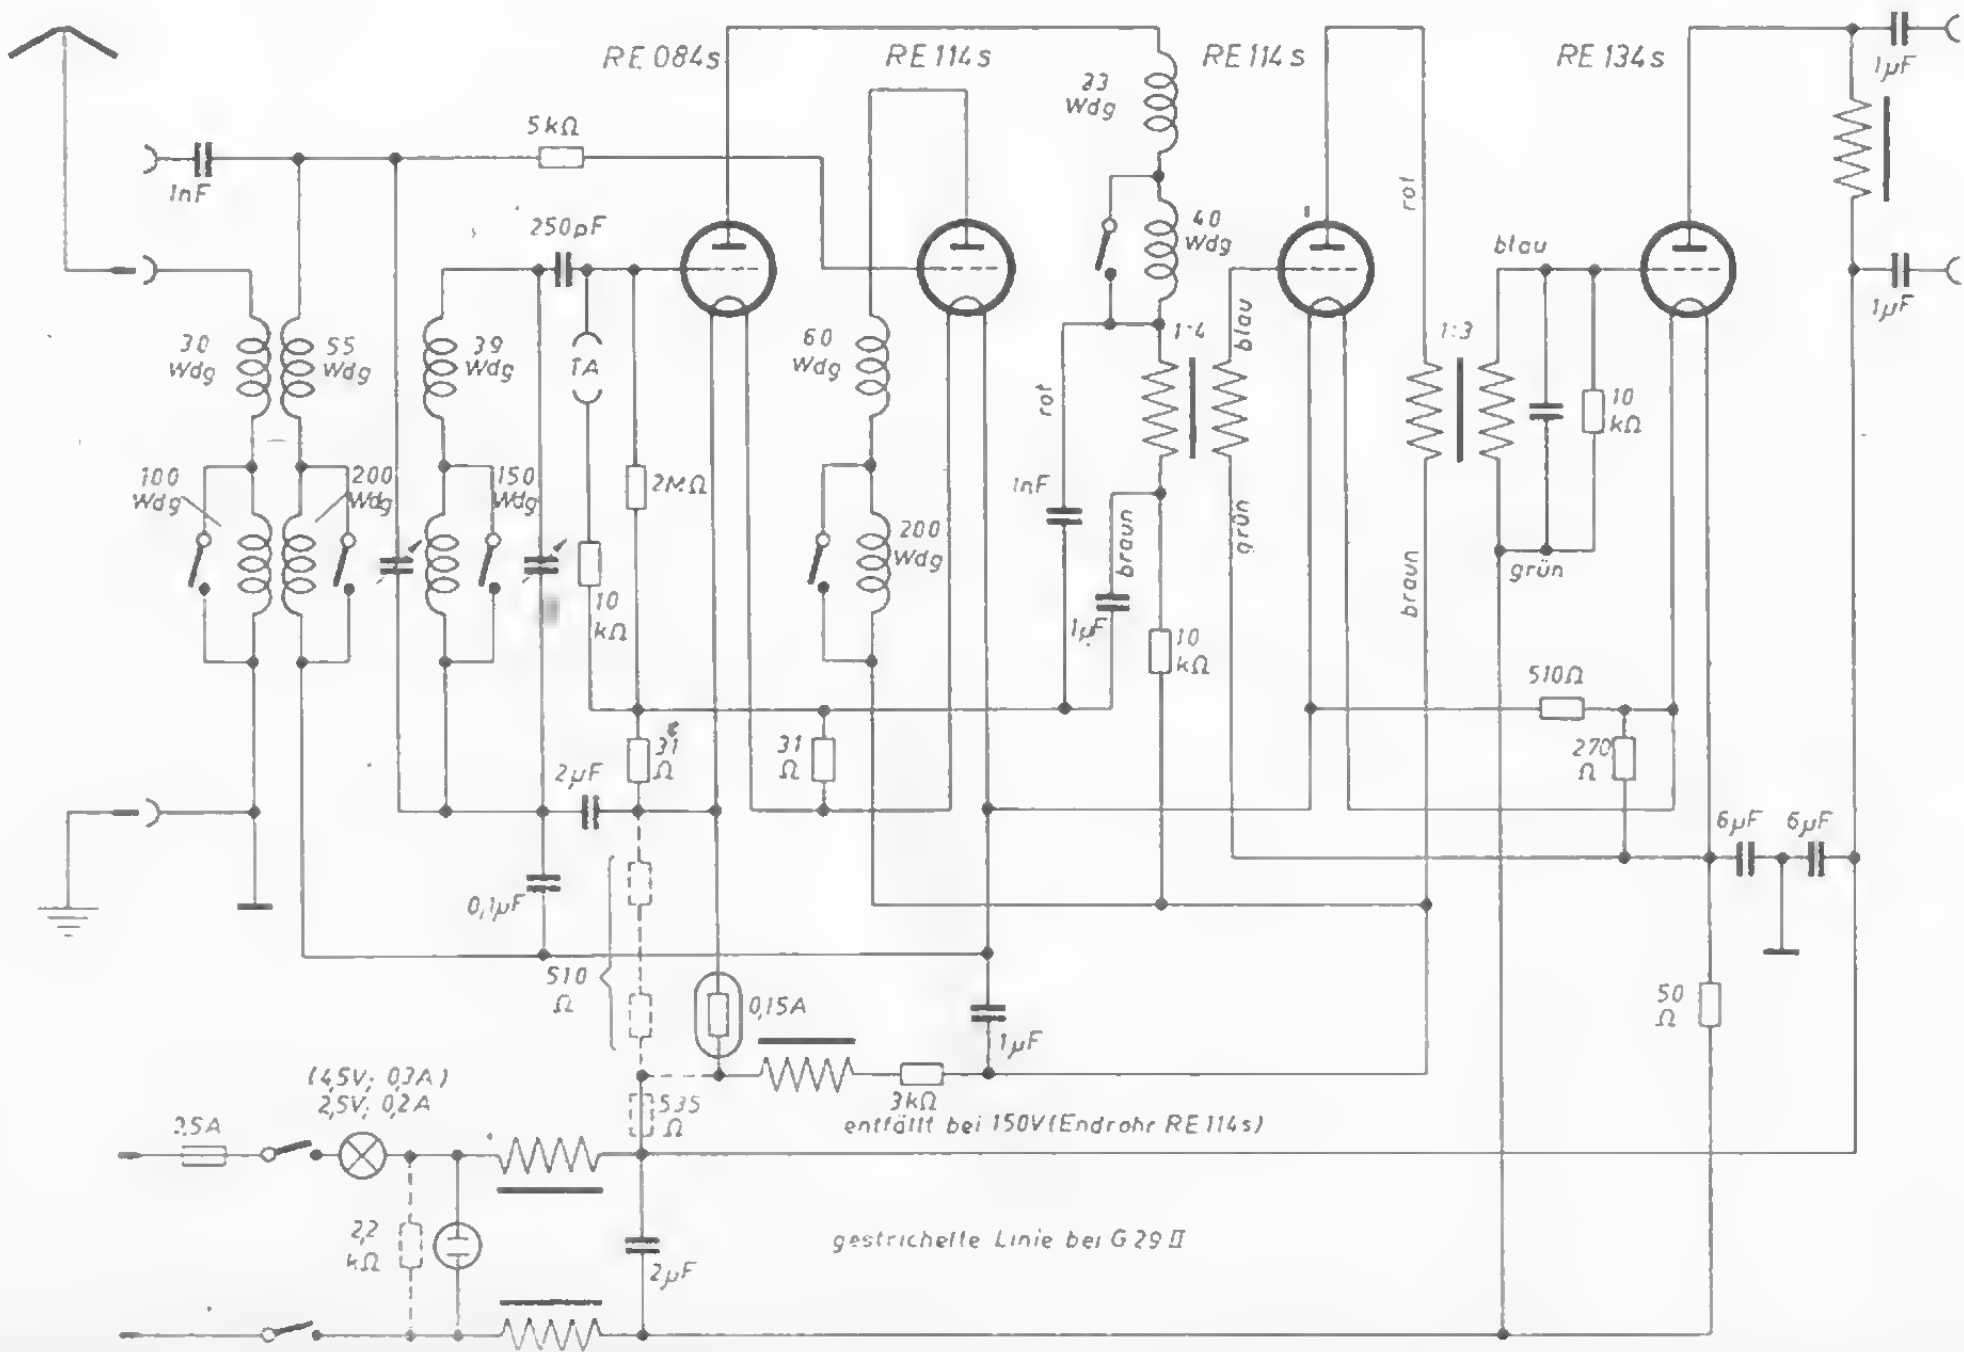 RE 084s
RE 114s
RE 114s
RE 134s
1µF
23
Wdg
5kΩ
1nF
250pF
40
Wdg
rot
blau
1µF
30
Wdg
55
Wdg
39
Wdg
TA
60
Wdg
1:4
blau
1:3
rot
10
kΩ
100
Wdg
200
Wdg
150
Wdg
2MΩ
1nF
braun
grün
200
Wdg
grün
braun
10
kΩ
1µF
10
kΩ
510Ω
31
Ω
31
Ω
270
Ω
2µF
6µF
6µF
0,1µF
510
Ω
0,15A
50
Ω
1µF
(4,5V; 0,3A)
2,5V; 0,2A
535
Ω
3kΩ
entfällt bei 150V (Endrohr RE 114s)
2,5A
2,2
kΩ
gestrichelte Linie bei G 29 II
2µF